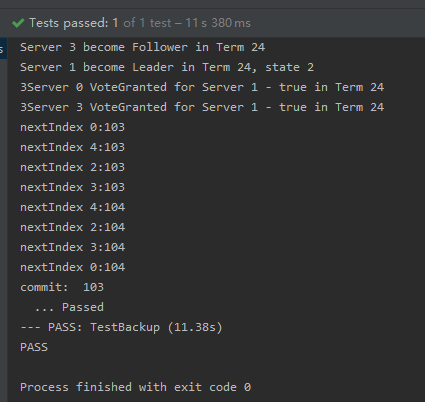 Tests passed: 1 of 1 test – 11 s 380 ms
s Server 3 become Follower in Term 24
Server 1 become Leader in Term 24, state 2
3Server 0 VoteGranted for Server 1 - true in Term 24
3Server 3 VoteGranted for Server 1 - true in Term 24
nextIndex 0:103
nextIndex 4:103
nextIndex 2:103
nextIndex 3:103
nextIndex 4:104
nextIndex 2:104
nextIndex 3:104
nextIndex 0:104
commit:  103
  ... Passed
--- PASS: TestBackup (11.38s)
PASS
Process finished with exit code 0